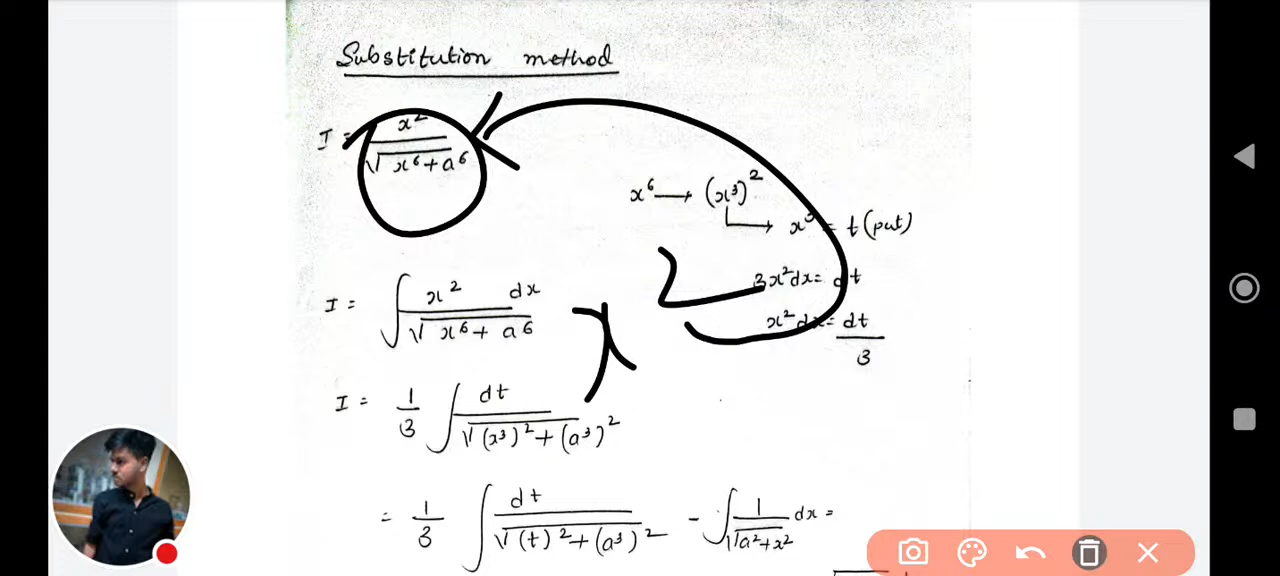 Substitution method
I = x² / √x⁶+a⁶
x⁶ → (x³)²
→ x³ = t (put)
3x²dx = dt
x²dx = dt/3
I = ∫ x² dx / √x⁶+a⁶
I = 1/3 ∫ dt / √(x³)²+(a³)²
= 1/3 ∫ dt / √(t)²+(a³)² - ∫ 1/√a²+x² dx =